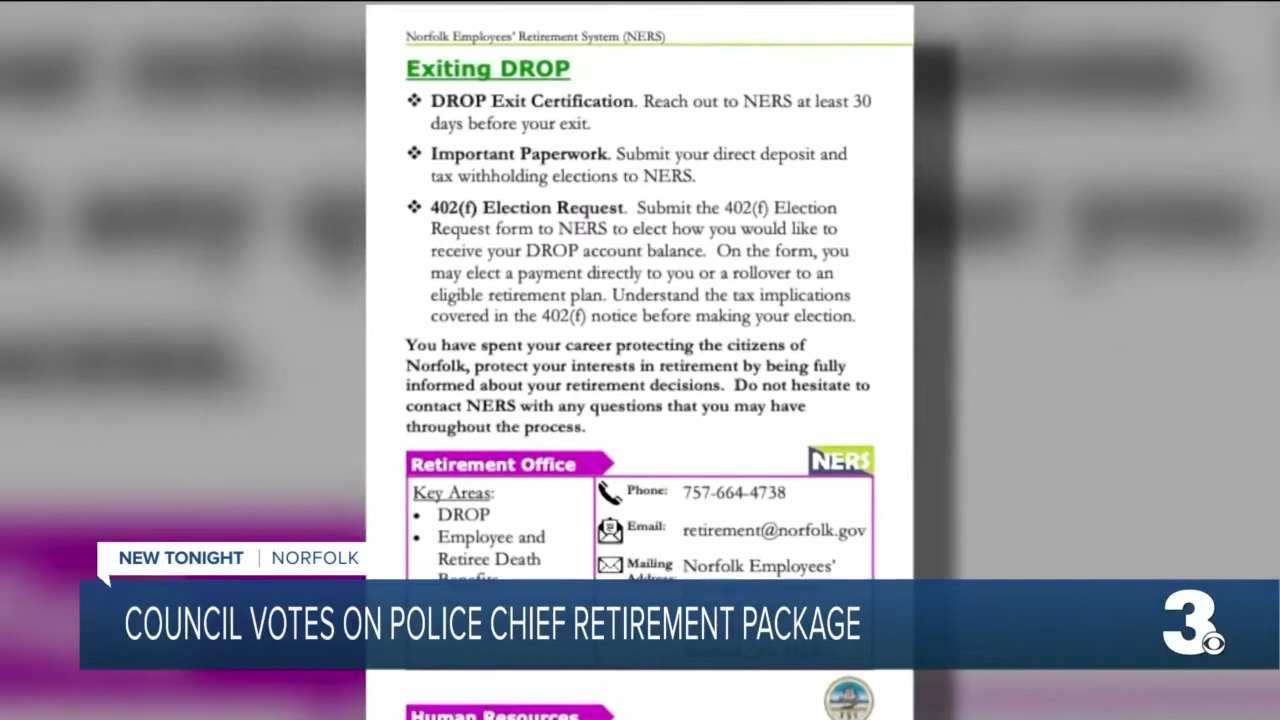 Norfolk Employees' Retirement System (NERS)
Exiting DROP
❖ DROP Exit Certification. Reach out to NERS at least 30
days before your exit.
❖ Important Paperwork. Submit your direct deposit and
tax withholding elections to NERS.
❖ 402(f) Election Request. Submit the 402(f) Election
Request form to NERS to elect how you would like to
receive your DROP account balance. On the form, you
may elect a payment directly to you or a rollover to an
eligible retirement plan. Understand the tax implications
covered in the 402(f) notice before making your election.
You have spent your career protecting the citizens of
Norfolk, protect your interests in retirement by being fully
informed about your retirement decisions. Do not hesitate to
contact NERS with any questions that you may have
throughout the process.
Retirement Office
NERS
Key Areas:
• DROP
• Employee and
Retiree Death
Benefits
Phone: 757-664-4738
Email: retirement@norfolk.gov
Mailing Norfolk Employees'
Address:
NEW TONIGHT | NORFOLK
COUNCIL VOTES ON POLICE CHIEF RETIREMENT PACKAGE
3
Human Resources